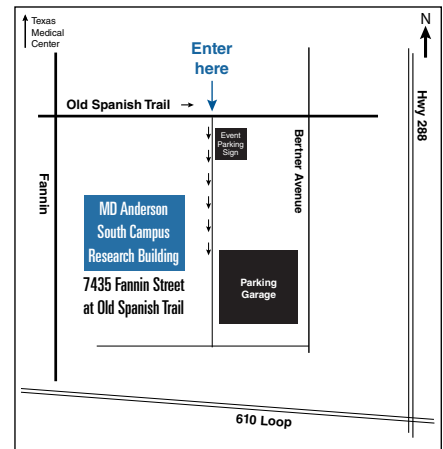 Texas
Medical
Center
N
Enter
here
Old Spanish Trail
Event
Parking
Sign
Fannin
Bertner Avenue
Hwy 288
MD Anderson
South Campus
Research Building
7435 Fannin Street
at Old Spanish Trail
Parking
Garage
610 Loop